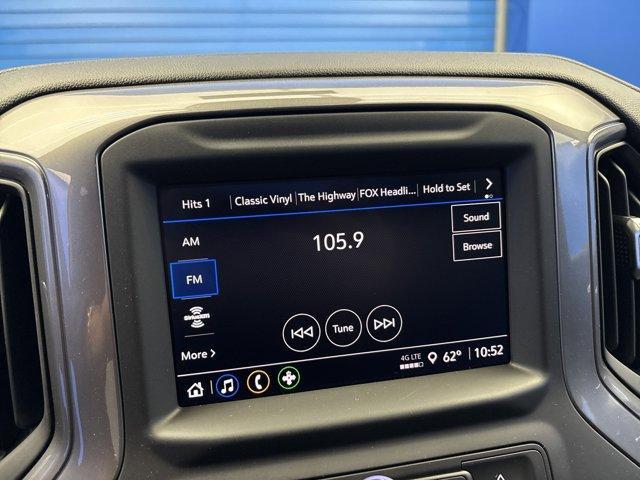 Hits 1 Classic Vinyl The Highway FOX Headli... Hold to Set
AM 105.9 Sound
FM Browse
SiriusXM
Tune
More
4G LTE 62° 10:52